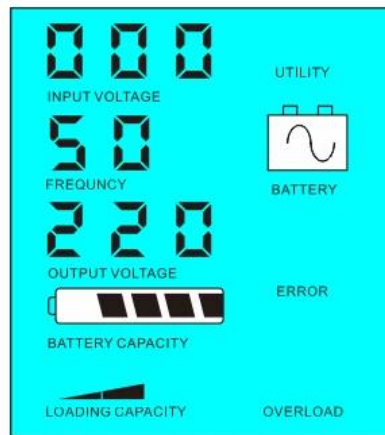 000
INPUT VOLTAGE
UTILITY
50
FREQUNCY
BATTERY
220
OUTPUT VOLTAGE
ERROR
BATTERY CAPACITY
LOADING CAPACITY
OVERLOAD